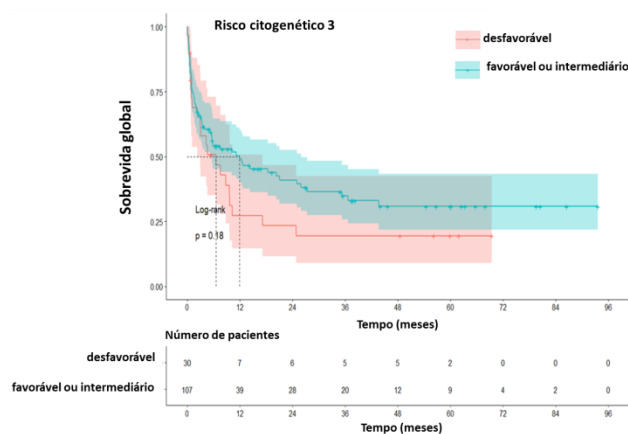 Risco citogenético 3
desfavorável
favorável ou intermediário
Sobrevida global
1.00
0.75
0.50
0.25
0.00
Log-rank
p = 0.18
0 12 24 36 48 60 72 84 96
Tempo (meses)
Número de pacientes
desfavorável 30 7 6 5 5 2 0 0 0
favorável ou intermediário 107 39 28 20 12 9 4 2 0
0 12 24 36 48 60 72 84 96
Tempo (meses)